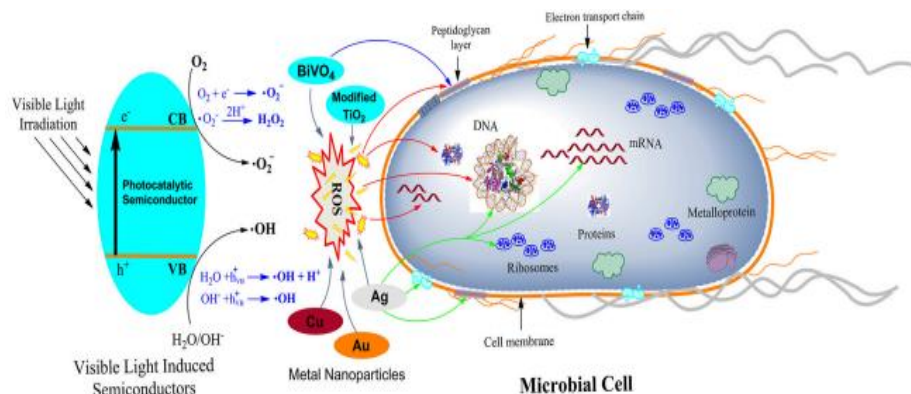 Visible Light
Irradiation
O₂
O₂ + e⁻ → •O₂⁻
•O₂⁻ 2H⁺→ H₂O₂
e⁻
CB
•O₂⁻
Photocatalytic
Semiconductor
•OH
h⁺
VB
H₂O + h⁺vb → •OH + H⁺
OH⁻ + h⁺vb → •OH
H₂O/OH⁻
Visible Light Induced
Semiconductors
BiVO₄
Modified
TiO₂
ROS
Cu
Au
Ag
Metal Nanoparticles
Peptidoglycan
layer
Electron transport chain
DNA
mRNA
Metalloprotein
Proteins
Ribosomes
Cell membrane
Microbial Cell